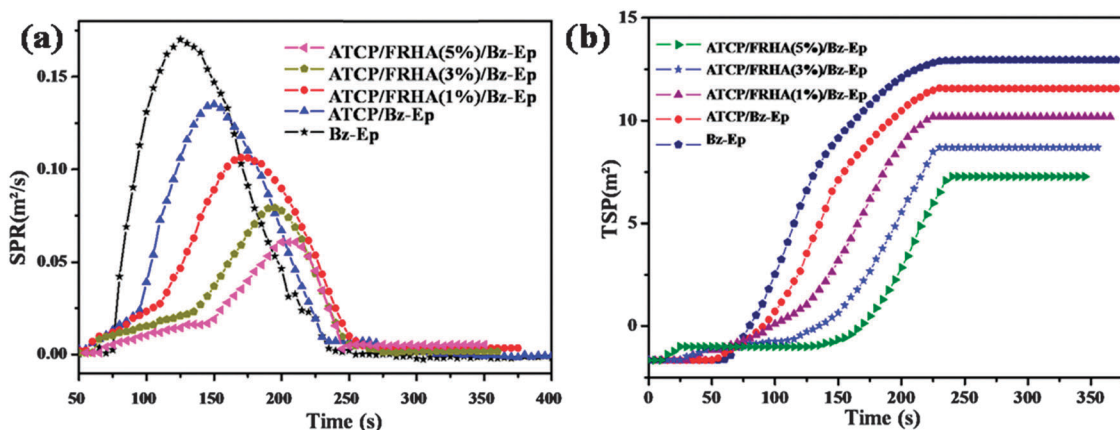 (a)
ATCP/FRHA(5%)/Bz-Ep
ATCP/FRHA(3%)/Bz-Ep
ATCP/FRHA(1%)/Bz-Ep
ATCP/Bz-Ep
Bz-Ep
SPR(m²/s)
0.15
0.10
0.05
0.00
50 100 150 200 250 300 350 400
Time (s)
(b)
ATCP/FRHA(5%)/Bz-Ep
ATCP/FRHA(3%)/Bz-Ep
ATCP/FRHA(1%)/Bz-Ep
ATCP/Bz-Ep
Bz-Ep
TSP(m²)
15
10
5
0
0 50 100 150 200 250 300 350
Time (s)